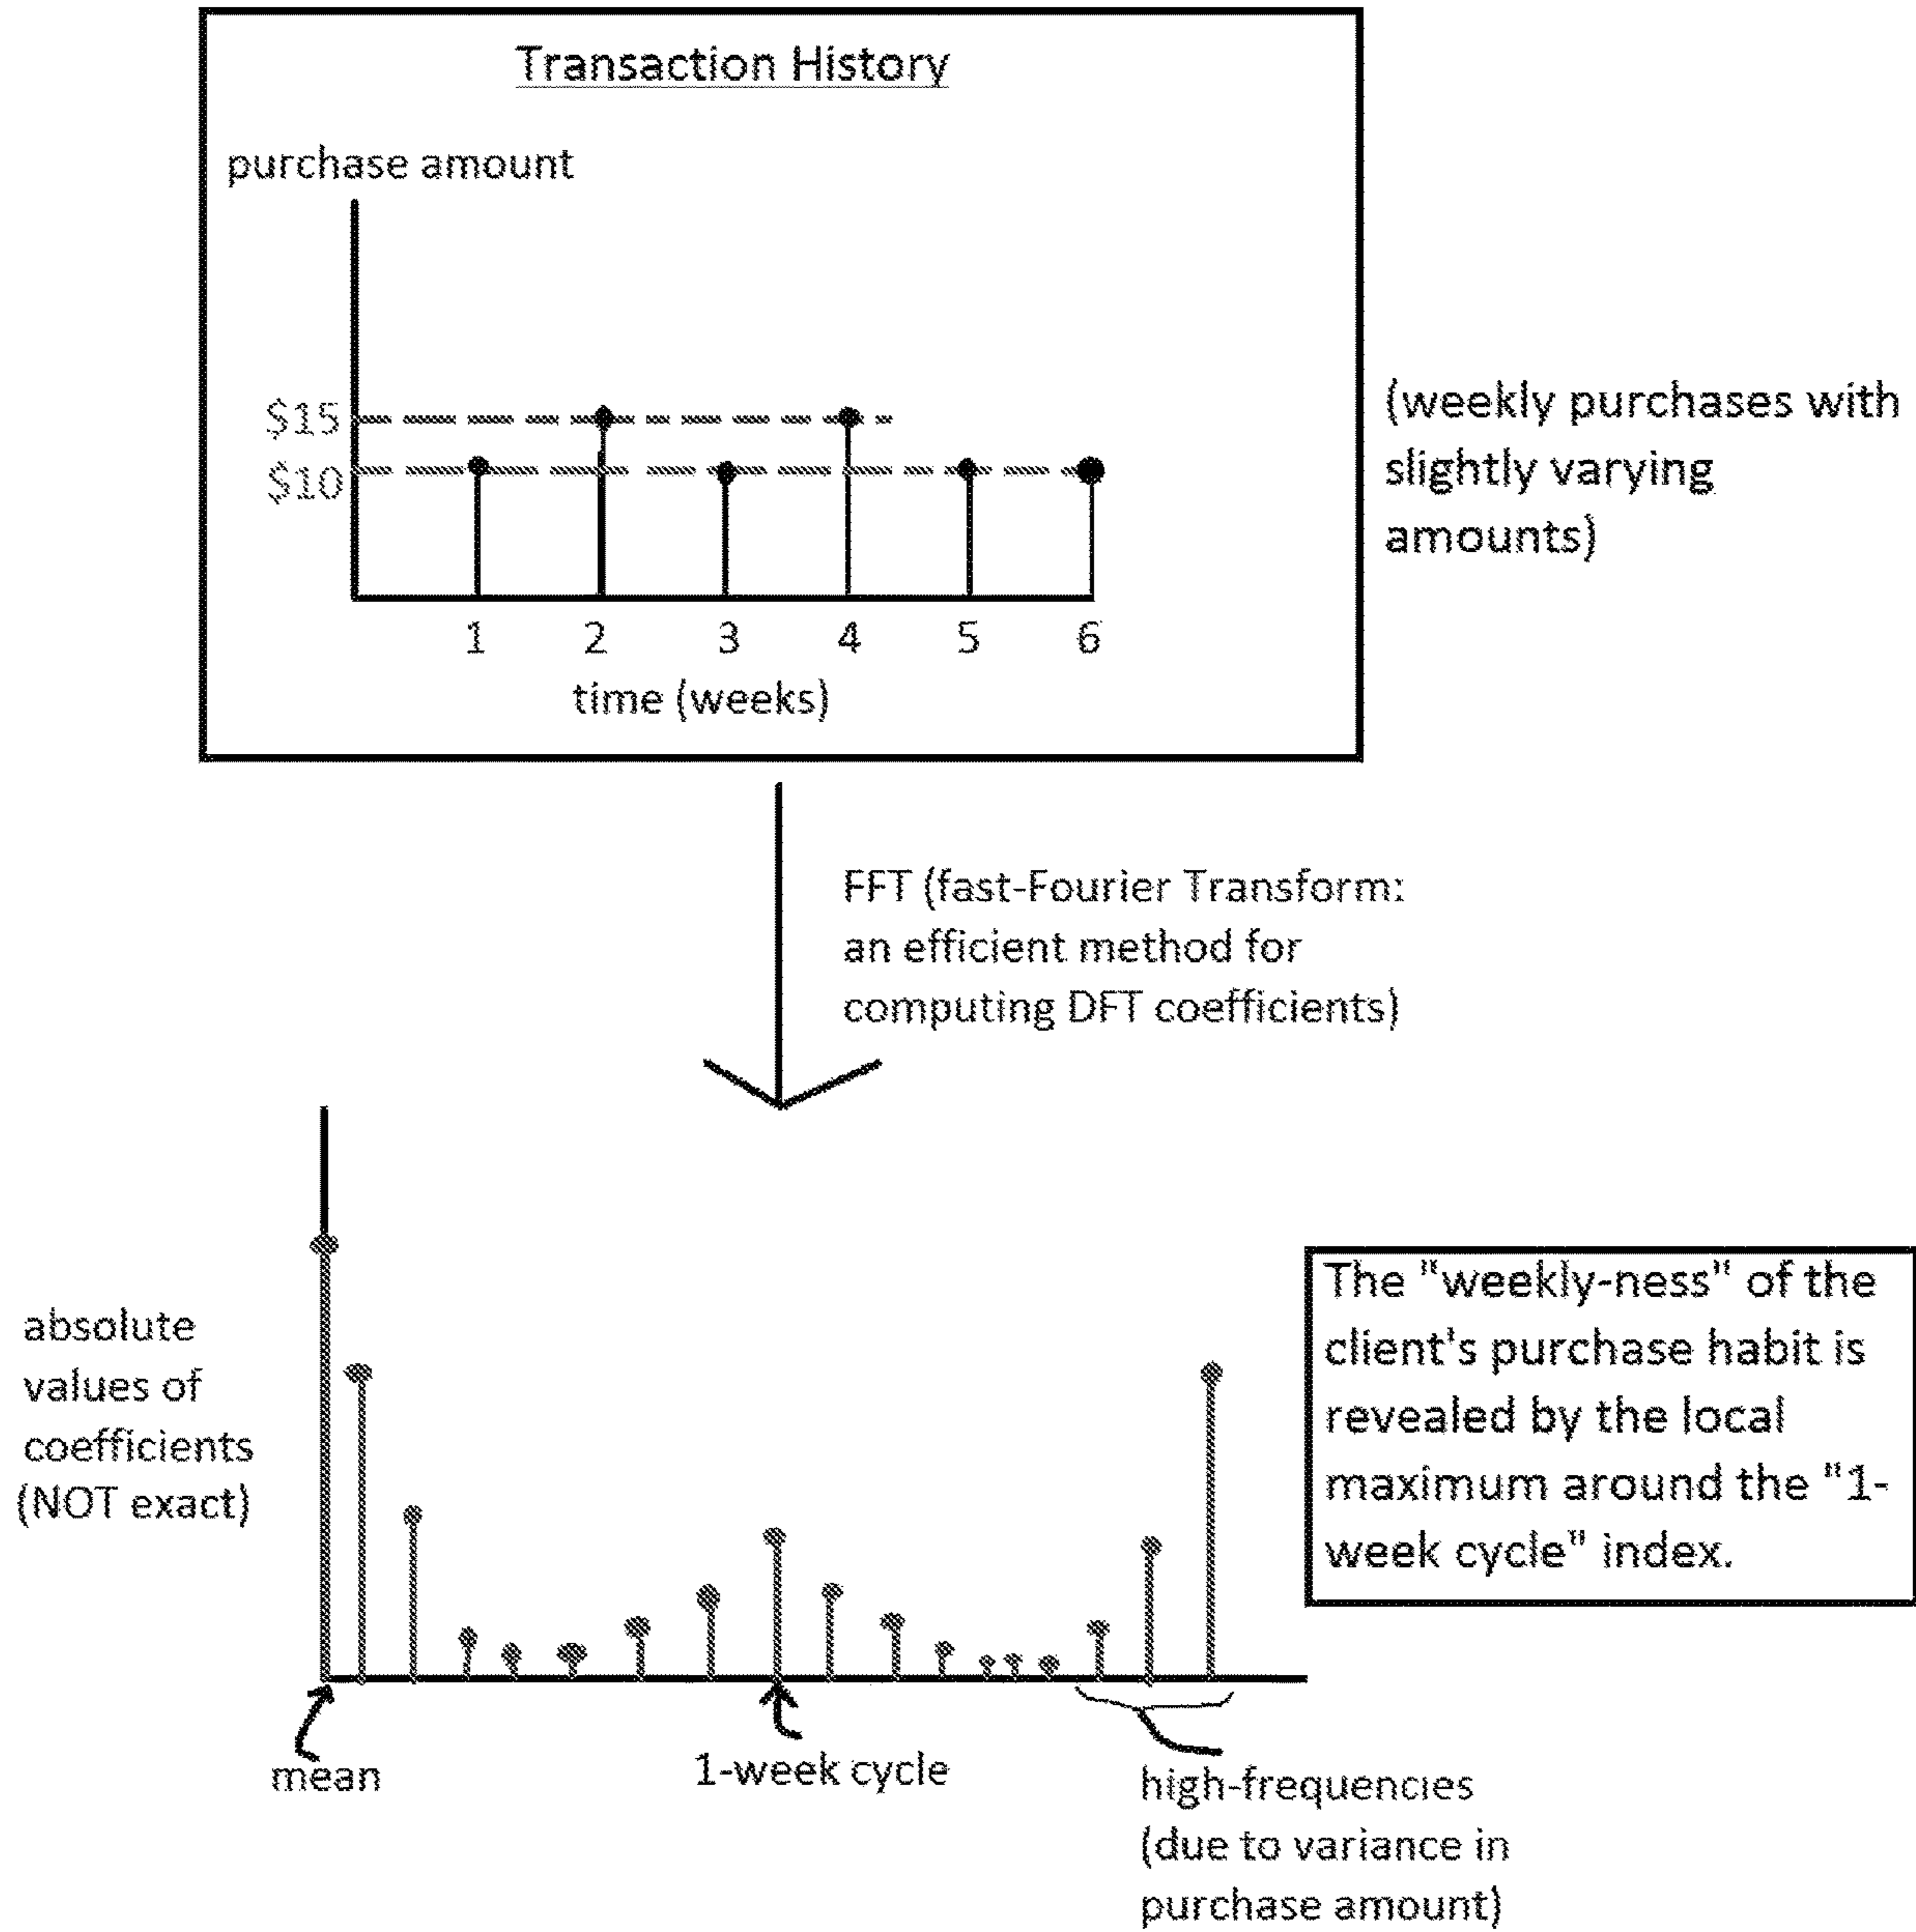 Transaction History
purchase amount
$15
$10
1 2 3 4 5 6
time (weeks)
(weekly purchases with
slightly varying
amounts)
FFT (fast-Fourier Transform:
an efficient method for
computing DFT coefficients)
absolute
values of
coefficients
(NOT exact)
The "weekly-ness" of the
client's purchase habit is
revealed by the local
maximum around the "1-
week cycle" index.
mean
1-week cycle
high-frequencies
(due to variance in
purchase amount)